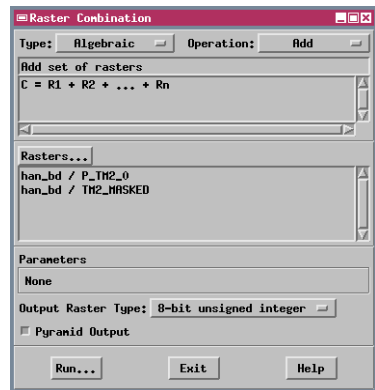 Raster Combination
Type: Algebraic Operation: Add
Add set of rasters
C = R1 + R2 + ... + Rn
Rasters...
han_bd / P_TM2_0
han_bd / TM2_MASKED
Parameters
None
Output Raster Type: 8-bit unsigned integer
Pyramid Output
Run... Exit Help